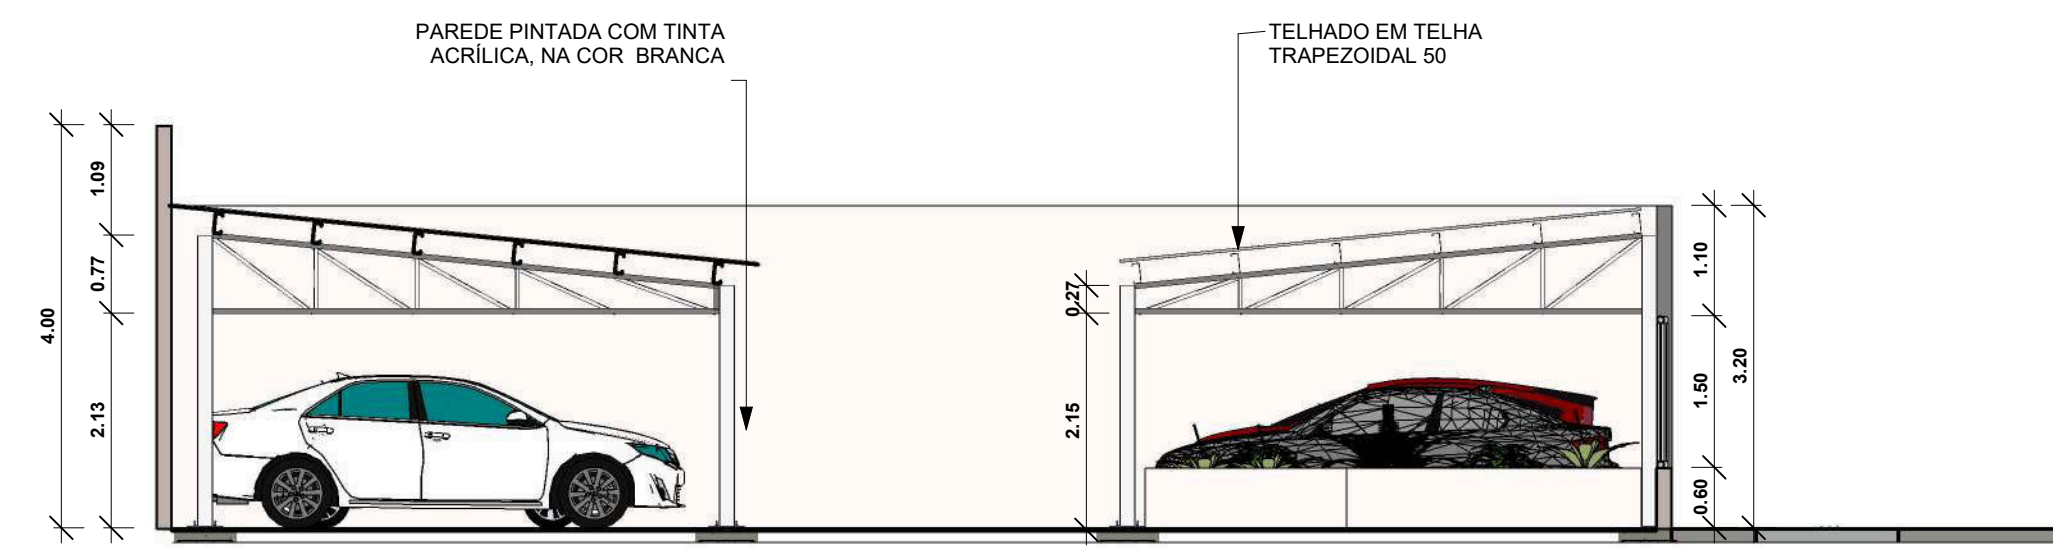 PAREDE PINTADA COM TINTA
ACRÍLICA, NA COR BRANCA
TELHADO EM TELHA
TRAPEZOIDAL 50
4.00
1.09
0.77
2.13
0.27
2.15
1.10
1.50
0.60
3.20